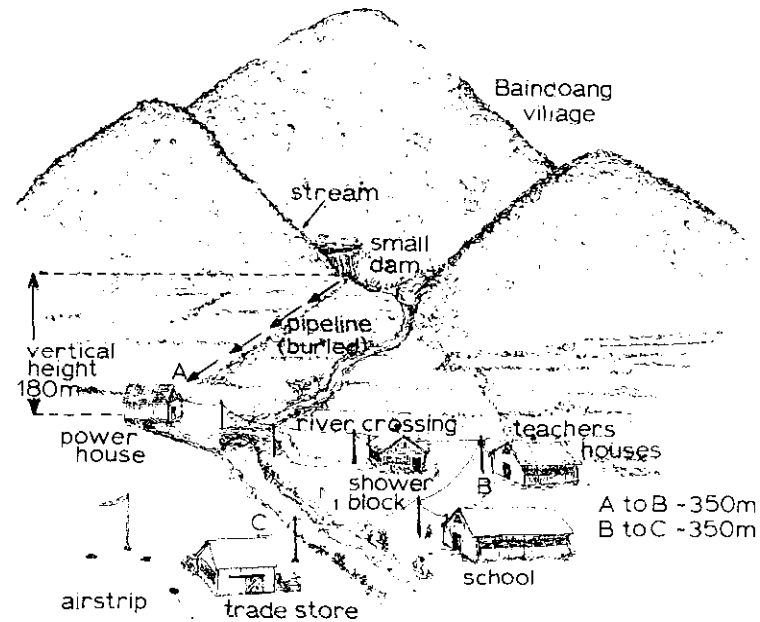 Baindoang
village
stream
small
dam
pipeline
(buried)
vertical
height
180m
A
power
house
river crossing
teachers
houses
shower
block
B
A to B ~350m
B to C ~350m
C
school
airstrip
trade store